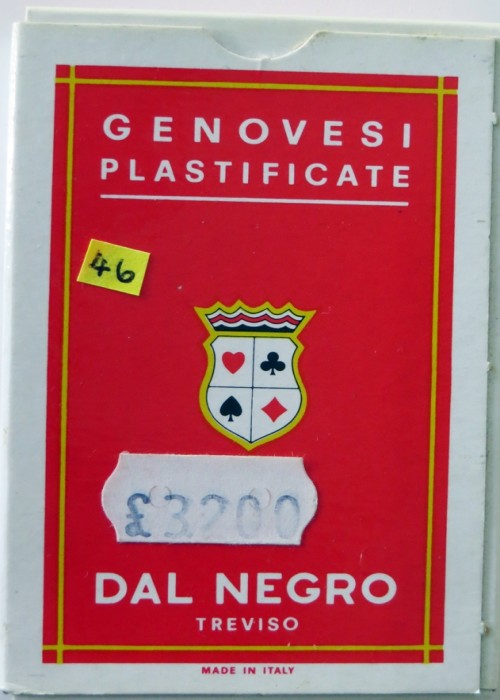 GENOVESI
PLASTIFICATE
46
£3200
DAL NEGRO
TREVISO
MADE IN ITALY